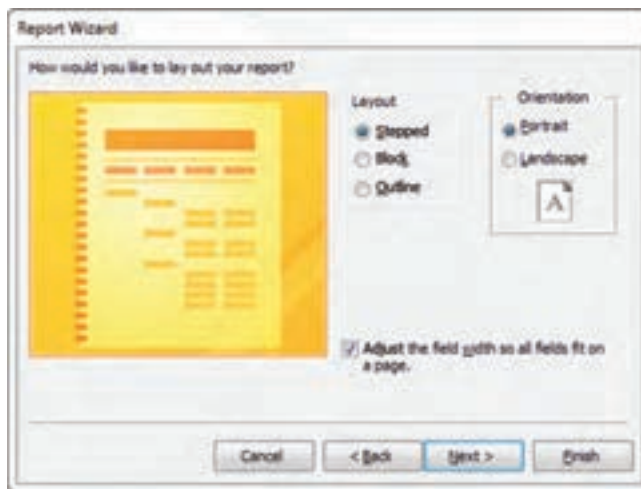 Report Wizard
How would you like to lay out your report?
Layout
Stepped
Block
Outline
Orientation
Portrait
Landscape
A
Adjust the field width so all fields fit on
a page.
Cancel
< Back
Next >
Finish